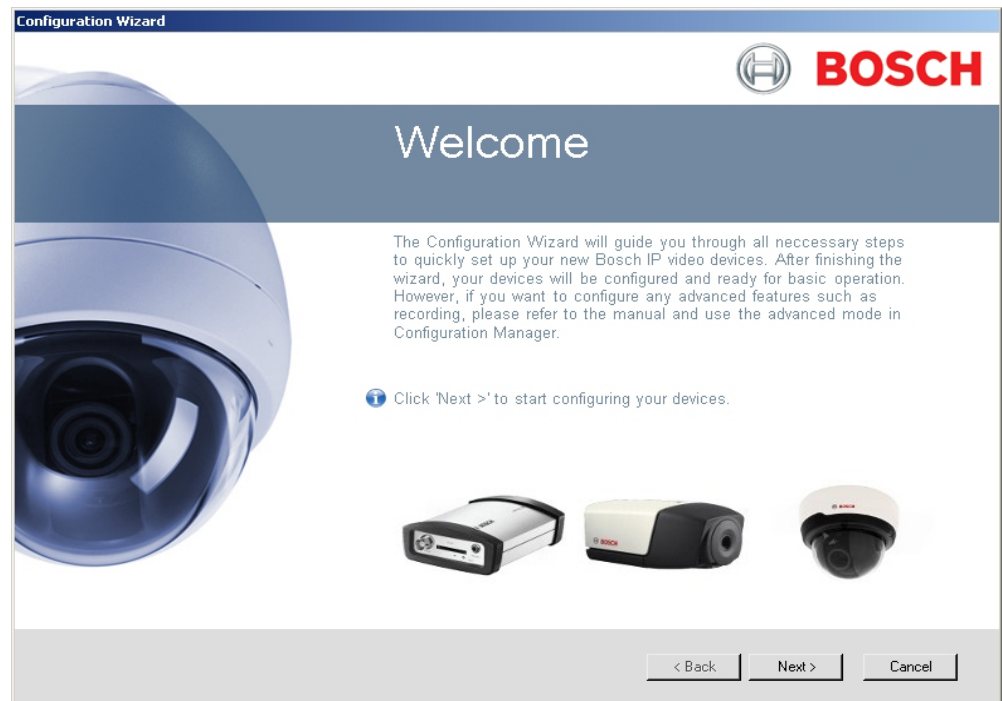 Configuration Wizard
BOSCH
Welcome
The Configuration Wizard will guide you through all neccessary steps
to quickly set up your new Bosch IP video devices. After finishing the
wizard, your devices will be configured and ready for basic operation.
However, if you want to configure any advanced features such as
recording, please refer to the manual and use the advanced mode in
Configuration Manager.
Click 'Next >' to start configuring your devices.
BOSCH
BOSCH
BOSCH
< Back
Next >
Cancel